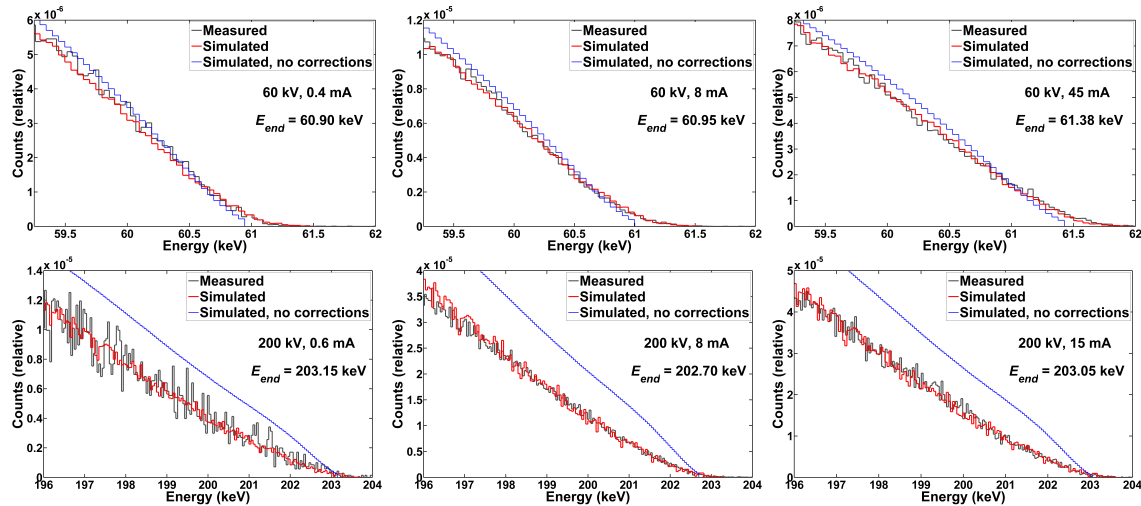 x 10^-6
Measured
Simulated
Simulated, no corrections
60 kV, 0.4 mA
E_end = 60.90 keV
Counts (relative)
6
5
4
3
2
1
0
59.5 60 60.5 61 61.5 62
Energy (keV)
x 10^-5
Measured
Simulated
Simulated, no corrections
60 kV, 8 mA
E_end = 60.95 keV
Counts (relative)
1.2
1
0.8
0.6
0.4
0.2
0
59.5 60 60.5 61 61.5 62
Energy (keV)
x 10^-6
Measured
Simulated
Simulated, no corrections
60 kV, 45 mA
E_end = 61.38 keV
Counts (relative)
8
7
6
5
4
3
2
1
0
59.5 60 60.5 61 61.5 62
Energy (keV)
x 10^-5
Measured
Simulated
Simulated, no corrections
200 kV, 0.6 mA
E_end = 203.15 keV
Counts (relative)
1.4
1.2
1
0.8
0.6
0.4
0.2
0
196 197 198 199 200 201 202 203 204
Energy (keV)
x 10^-5
Measured
Simulated
Simulated, no corrections
200 kV, 8 mA
E_end = 202.70 keV
Counts (relative)
4
3.5
3
2.5
2
1.5
1
0.5
0
196 197 198 199 200 201 202 203 204
Energy (keV)
x 10^-5
Measured
Simulated
Simulated, no corrections
200 kV, 15 mA
E_end = 203.05 keV
Counts (relative)
5
4
3
2
1
0
196 197 198 199 200 201 202 203 204
Energy (keV)